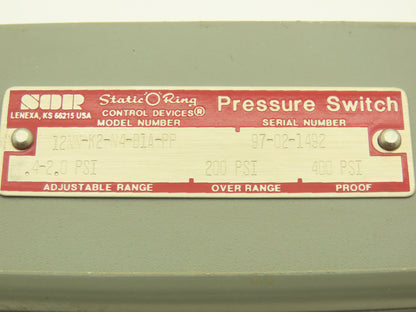 SOR Static "O" Ring Pressure Switch
LENEXA, KS 66215 USA CONTROL DEVICES®
MODEL NUMBER SERIAL NUMBER
12NN-K2-N4-B1A-PP 97-02-1492
.4-2.0 PSI 200 PSI 400 PSI
ADJUSTABLE RANGE OVER RANGE PROOF